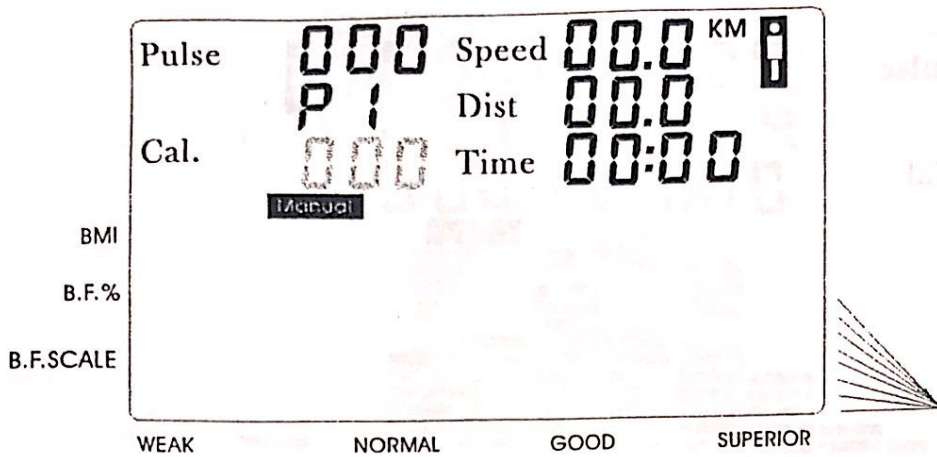 Pulse 000 Speed 00.0 KM
P1 Dist 00.0
Cal. 000 Time 00:00
Manual
BMI
B.F.%
B.F.SCALE
WEAK NORMAL GOOD SUPERIOR